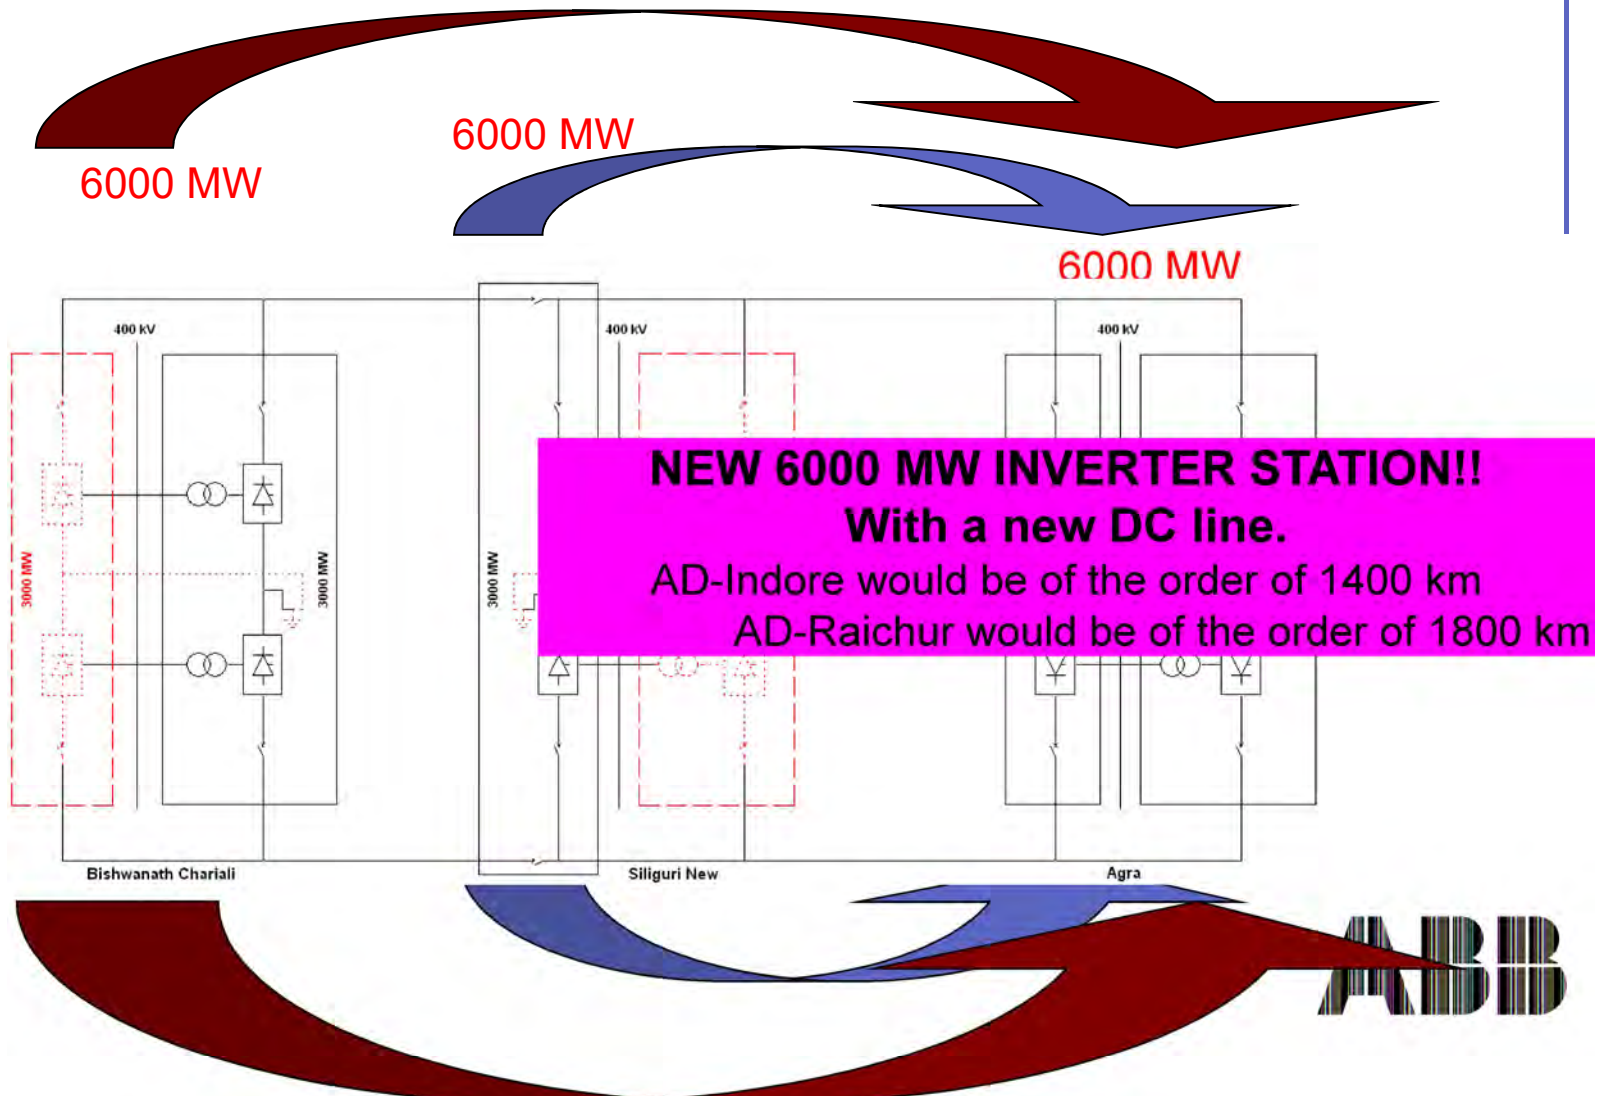 6000 MW
6000 MW
6000 MW
400 kV
400 kV
400 kV
NEW 6000 MW INVERTER STATION!!
With a new DC line.
AD-Indore would be of the order of 1400 km
AD-Raichur would be of the order of 1800 km
3000 MW
3000 MW
3000 MW
Bishwanath Chariali
Siliguri New
Agra
ABB